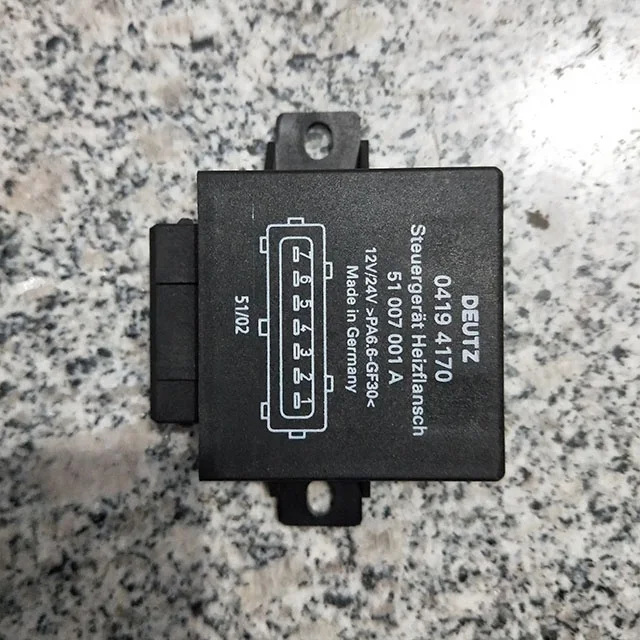 DEUTZ
0419 4170
Steuergerät Heizflansch
51 007 001 A
12V/24V >PA6.6-GF30<
Made in Germany
7 6 5 4 3 2 1
51/02